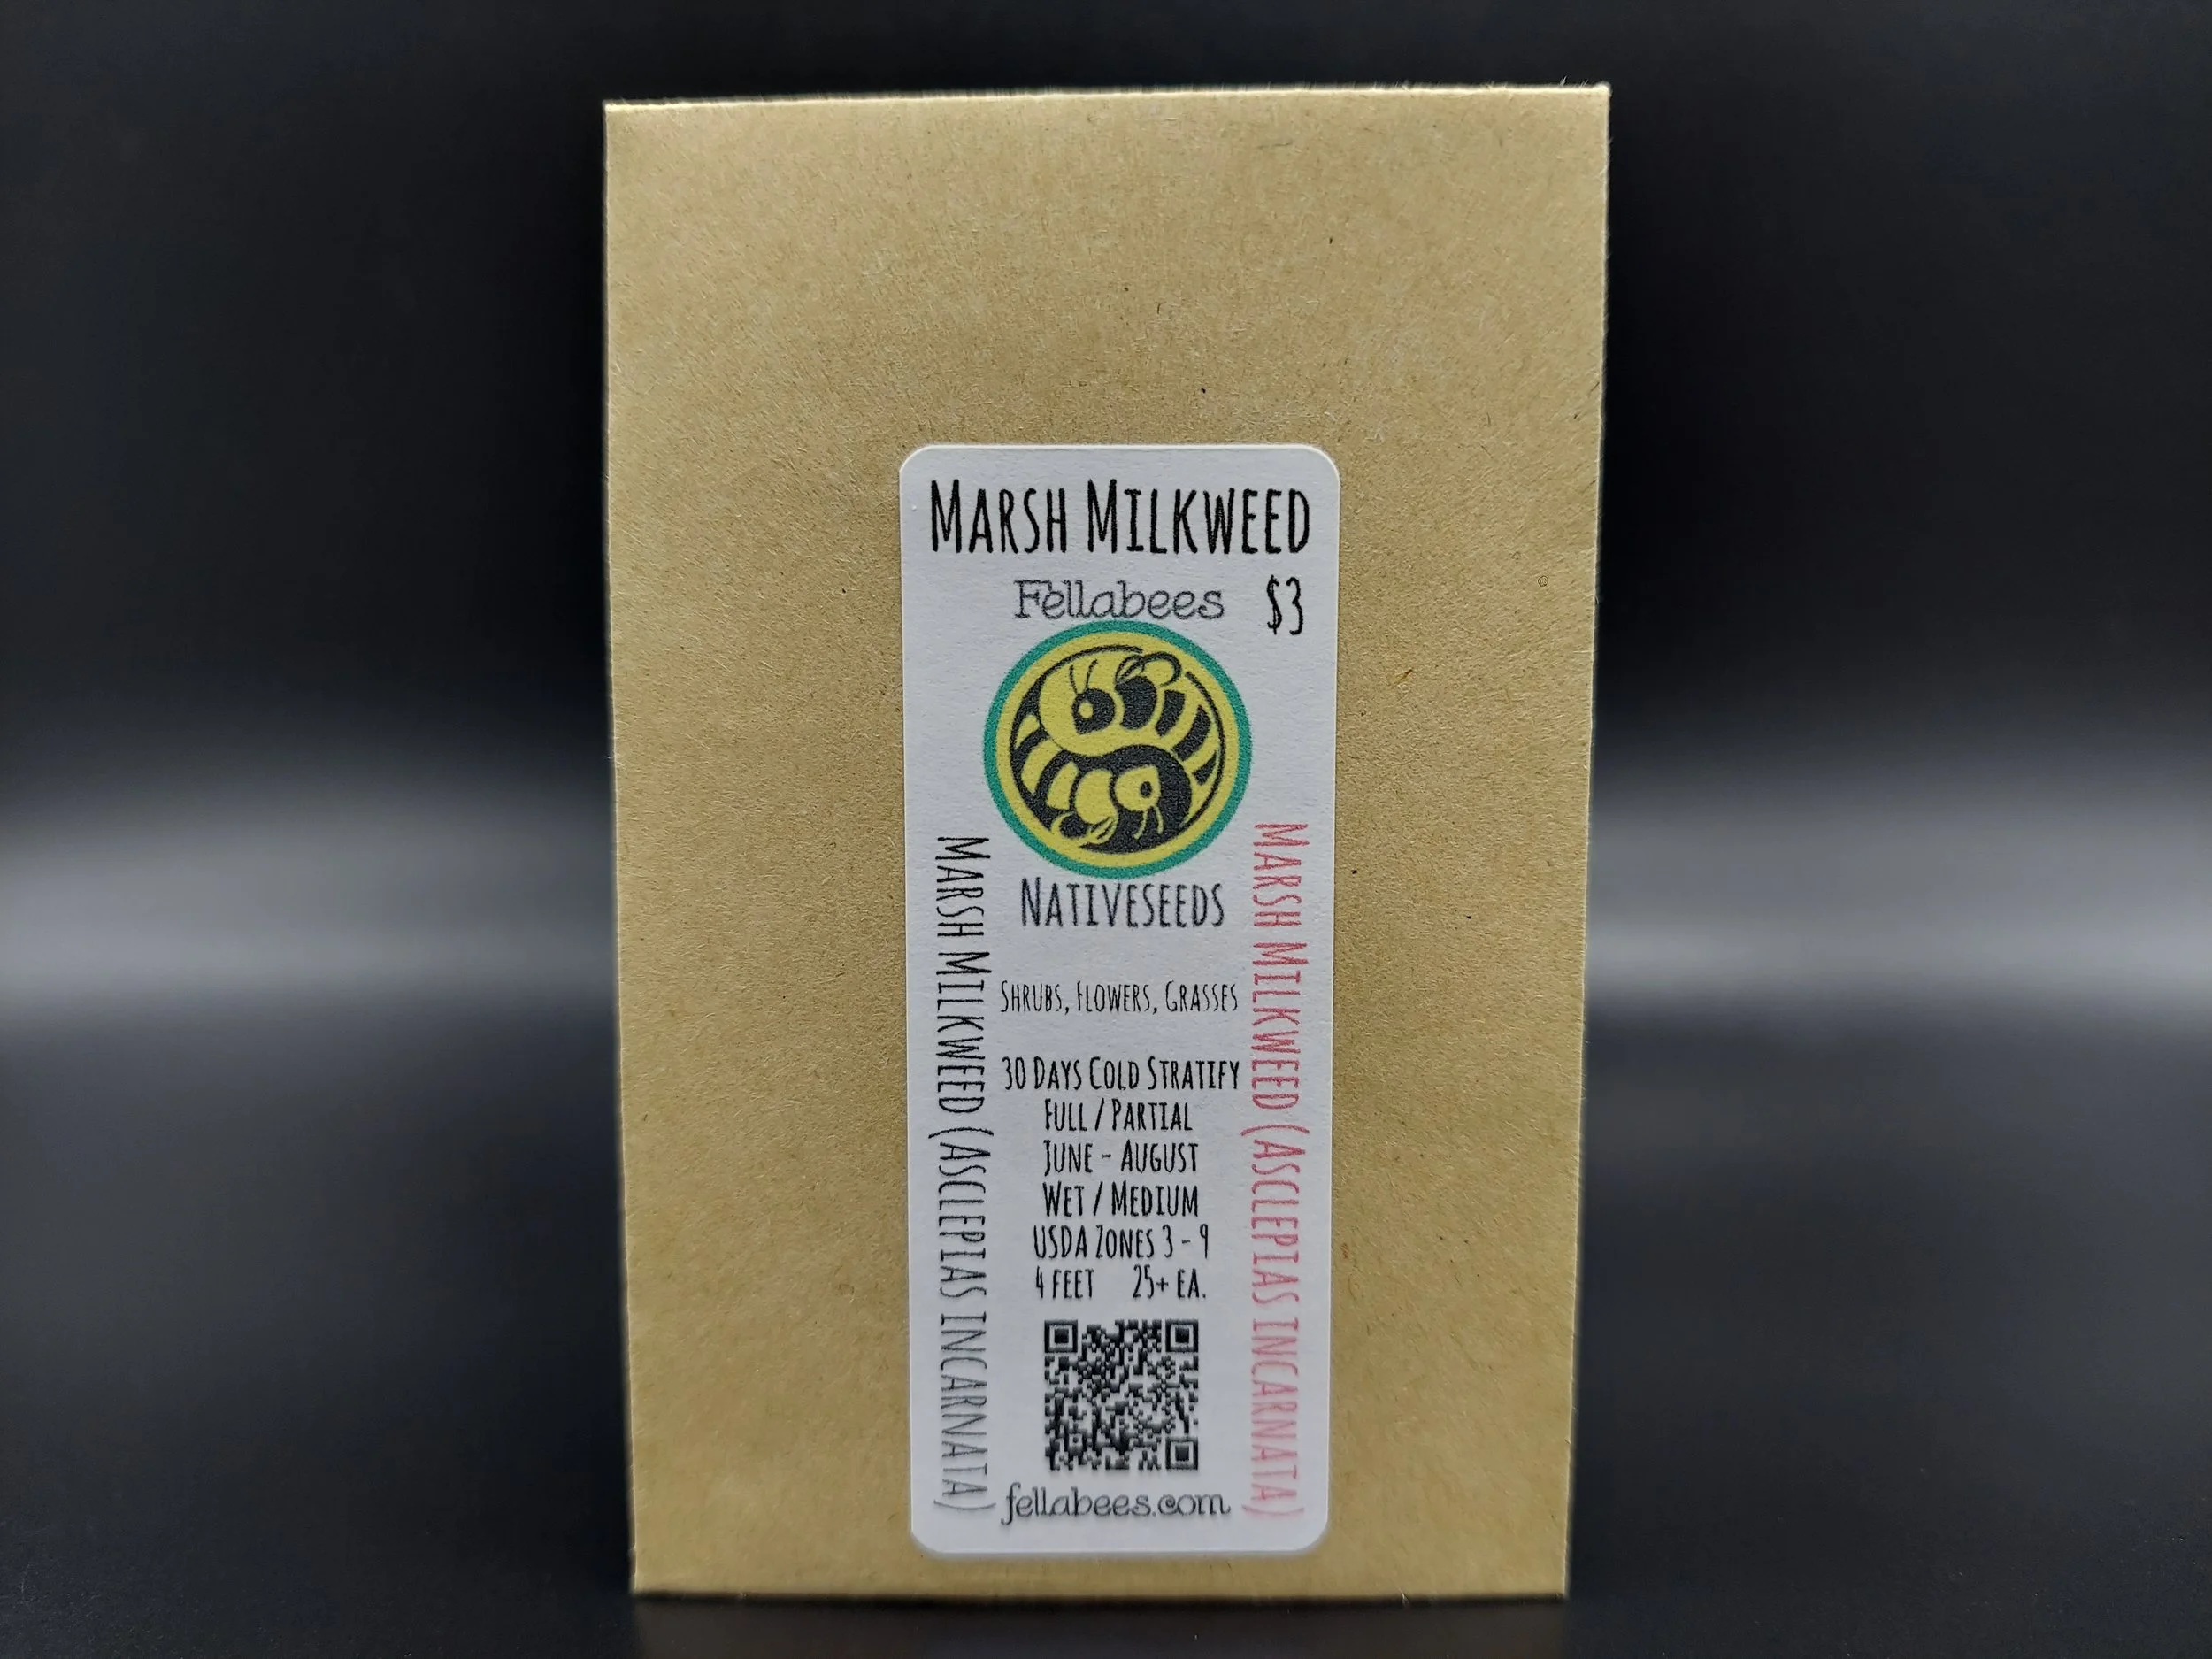 Marsh Milkweed
Fellabees $3
Nativeseeds
Shrubs, Flowers, Grasses
30 Days Cold Stratify
Full / Partial
June - August
Wet / Medium
USDA Zones 3 - 9
4 feet 25+ ea.
fellabees.com
Marsh Milkweed (Asclepias incarnata)
Marsh Milkweed (Asclepias incarnata)